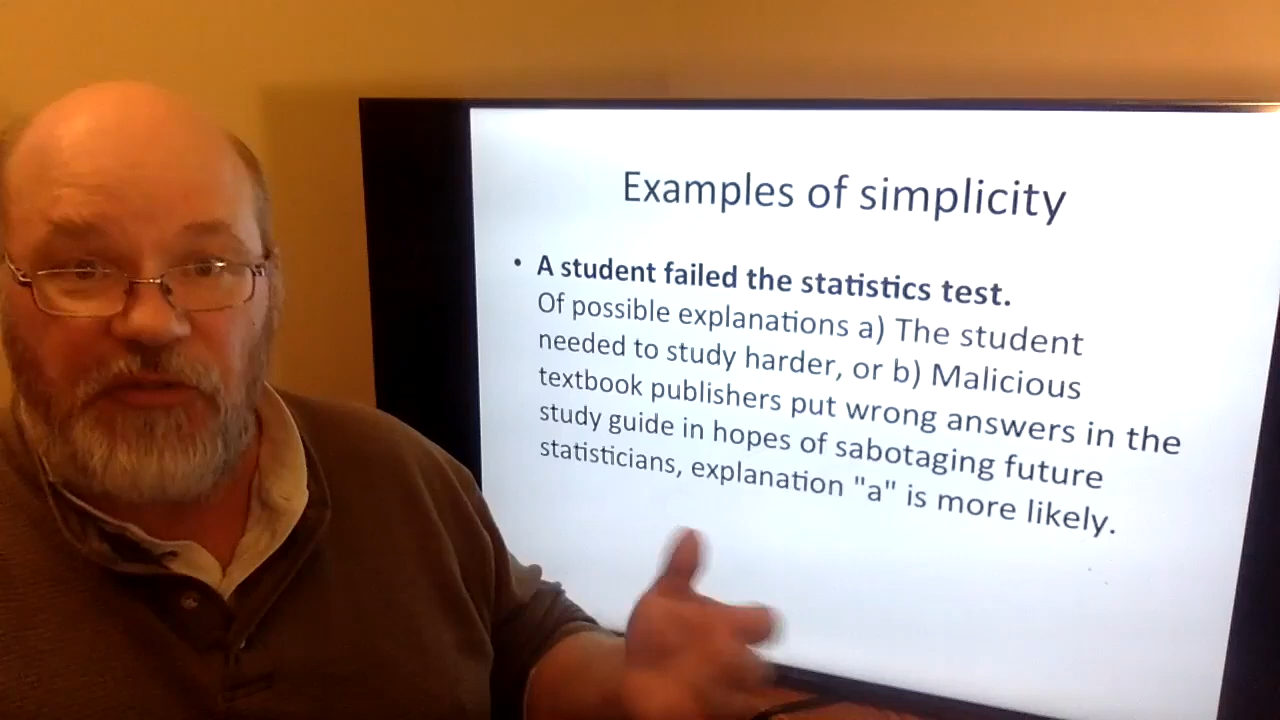 Examples of simplicity
• A student failed the statistics test.
Of possible explanations a) The student
needed to study harder, or b) Malicious
textbook publishers put wrong answers in the
study guide in hopes of sabotaging future
statisticians, explanation "a" is more likely.